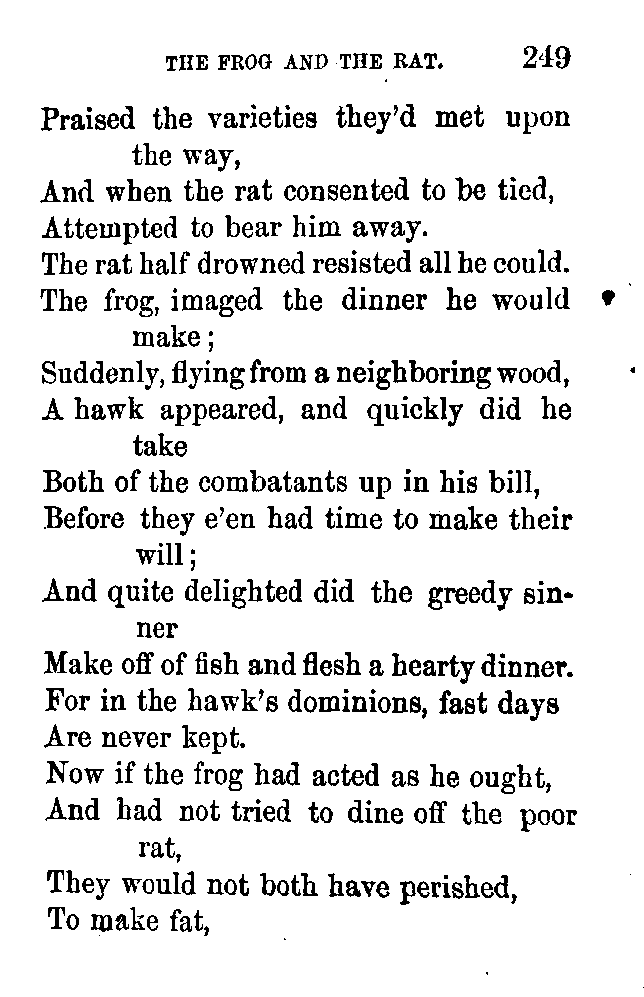 THE FROG AND THE RAT. 249
Praised the varieties they'd met upon
the way,
And when the rat consented to be tied,
Attempted to bear him away.
The rat half drowned resisted all he could.
The frog, imaged the dinner he would
make;
Suddenly, flying from a neighboring wood,
A hawk appeared, and quickly did he
take
Both of the combatants up in his bill,
Before they e'en had time to make their
will;
And quite delighted did the greedy sin-
ner
Make off of fish and flesh a hearty dinner.
For in the hawk's dominions, fast days
Are never kept.
Now if the frog had acted as he ought,
And had not tried to dine off the poor
rat,
They would not both have perished,
To make fat,